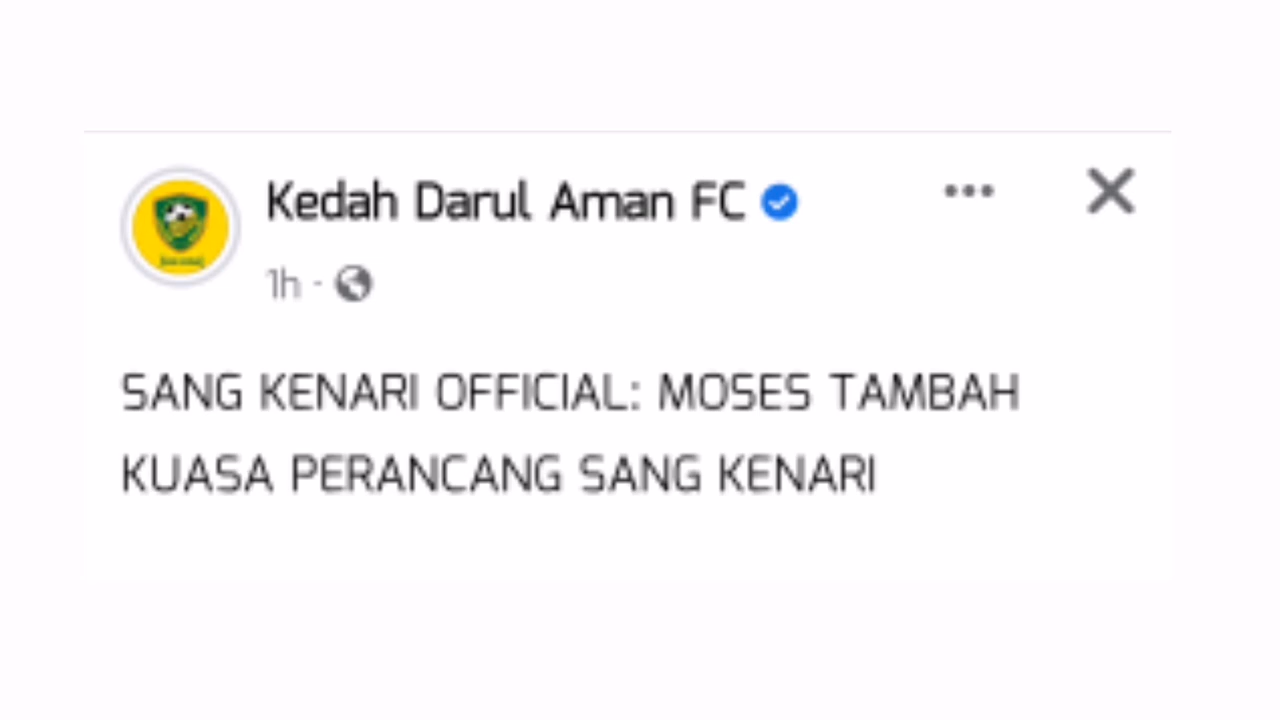 Kedah Darul Aman FC
1h ·
SANG KENARI OFFICIAL: MOSES TAMBAH
KUASA PERANCANG SANG KENARI